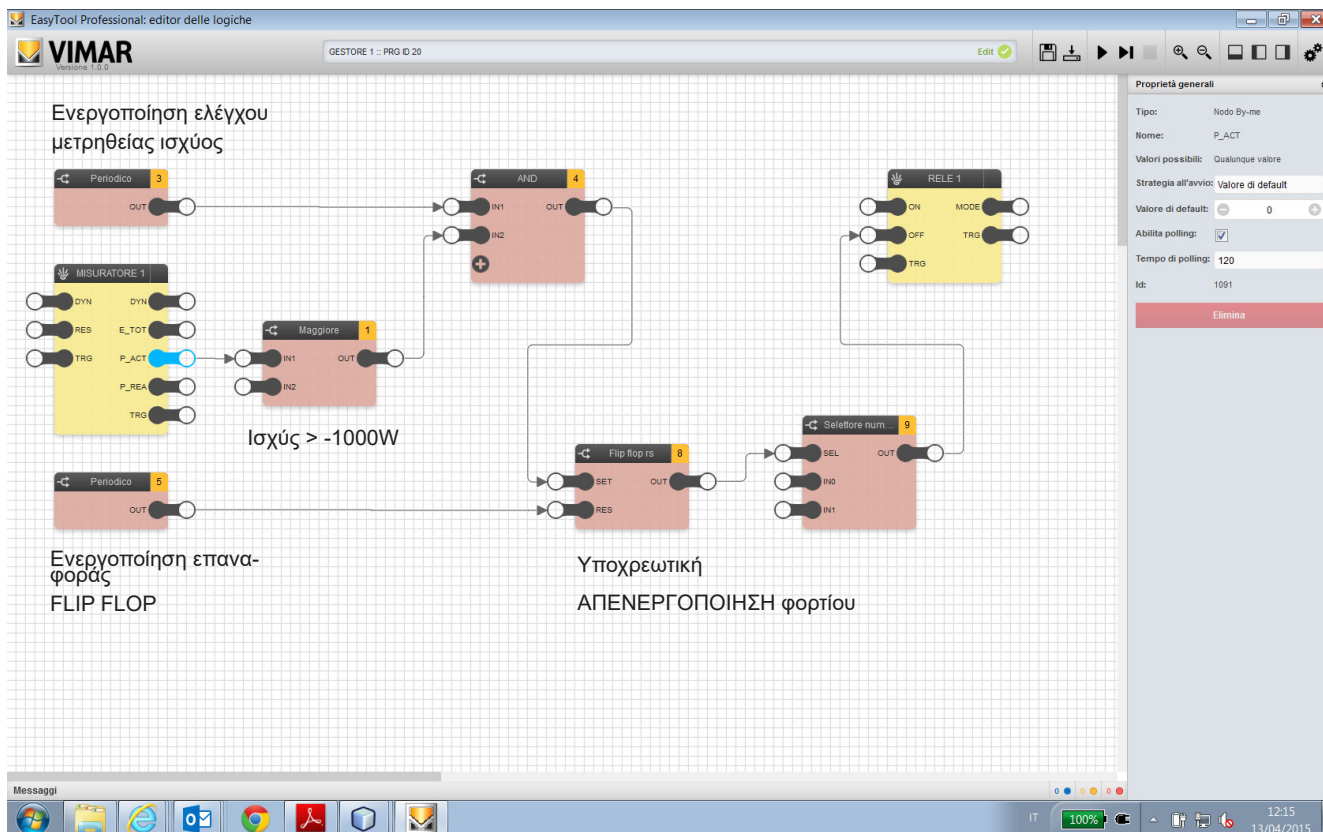 EasyTool Professional: editor delle logiche
VIMAR
Versione 1.0.0
GESTORE 1 :: PRG ID 20
Edit
Ενεργοποίηση ελέγχου
μετρηθείας ισχύος
Periodico 3
OUT
AND 4
IN1 OUT
IN2
RELE 1
ON MODE
OFF TRG
TRG
MISURATORE 1
DYN DYN
RES E_TOT
TRG P_ACT
P_REA
TRG
Maggiore 1
IN1 OUT
IN2
Ισχύς > -1000W
Periodico 5
OUT
Flip flop rs 8
SET OUT
RES
Selettore num... 9
SEL OUT
IN0
IN1
Ενεργοποίηση επανα-
φοράς
FLIP FLOP
Υποχρεωτική
ΑΠΕΝΕΡΓΟΠΟΙΗΣΗ φορτίου
Proprietà generali
Tipo: Nodo By-me
Nome: P_ACT
Valori possibili: Qualunque valore
Strategia all'avvio: Valore di default
Valore di default: 0
Abilita polling:
Tempo di polling: 120
Id: 1091
Elimina
Messaggi
0 0 0
IT
100%
12:15
13/04/2015